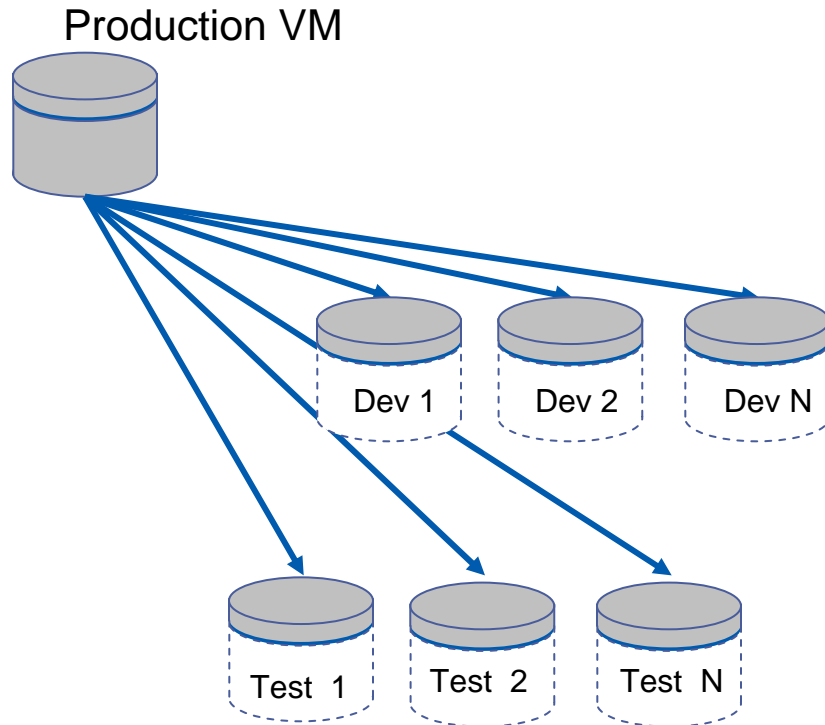 Production VM
Dev 1
Dev 2
Dev N
Test 1
Test 2
Test N